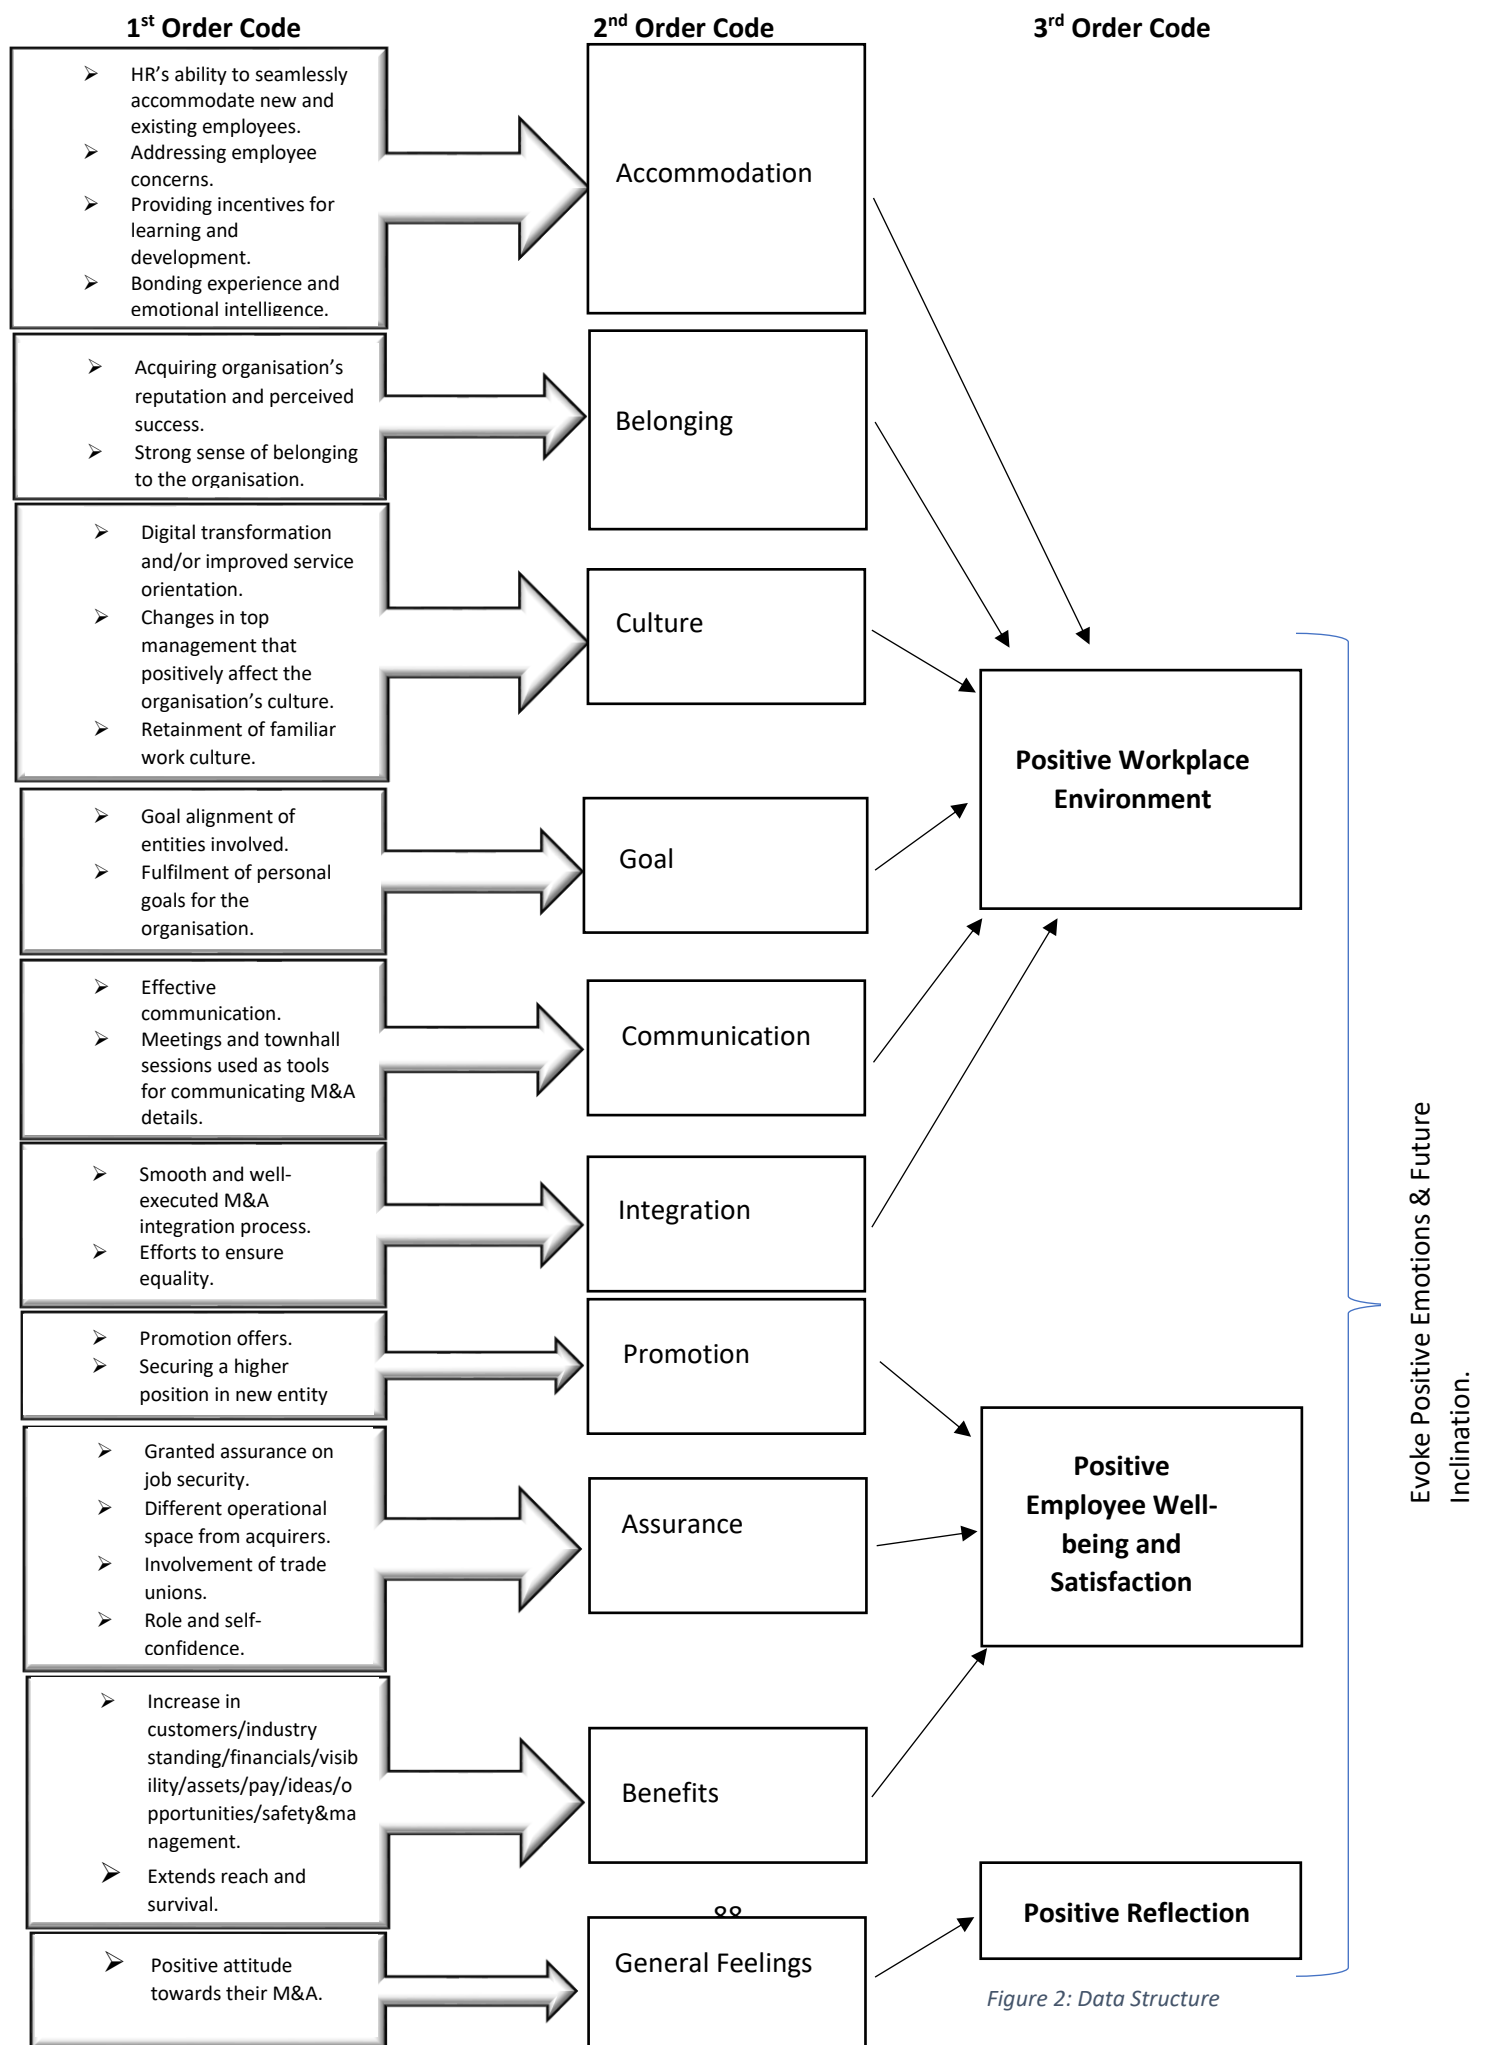 1st Order Code
2nd Order Code
3rd Order Code
➢ HR's ability to seamlessly
accommodate new and
existing employees.
➢ Addressing employee
concerns.
➢ Providing incentives for
learning and
development.
➢ Bonding experience and
emotional intelligence.
Accommodation
➢ Acquiring organisation's
reputation and perceived
success.
➢ Strong sense of belonging
to the organisation.
Belonging
➢ Digital transformation
and/or improved service
orientation.
➢ Changes in top
management that
positively affect the
organisation's culture.
➢ Retainment of familiar
work culture.
Culture
Positive Workplace
Environment
➢ Goal alignment of
entities involved.
➢ Fulfilment of personal
goals for the
organisation.
Goal
➢ Effective
communication.
➢ Meetings and townhall
sessions used as tools
for communicating M&A
details.
Communication
➢ Smooth and well-
executed M&A
integration process.
➢ Efforts to ensure
equality.
Integration
➢ Promotion offers.
➢ Securing a higher
position in new entity
Promotion
Evoke Positive Emotions & Future
Inclination.
➢ Granted assurance on
job security.
➢ Different operational
space from acquirers.
➢ Involvement of trade
unions.
➢ Role and self-
confidence.
Assurance
Positive
Employee Well-
being and
Satisfaction
➢ Increase in
customers/industry
standing/financials/visib
ility/assets/pay/ideas/o
pportunities/safety&ma
nagement.
➢ Extends reach and
survival.
Benefits
88
➢ Positive attitude
towards their M&A.
General Feelings
Positive Reflection
Figure 2: Data Structure